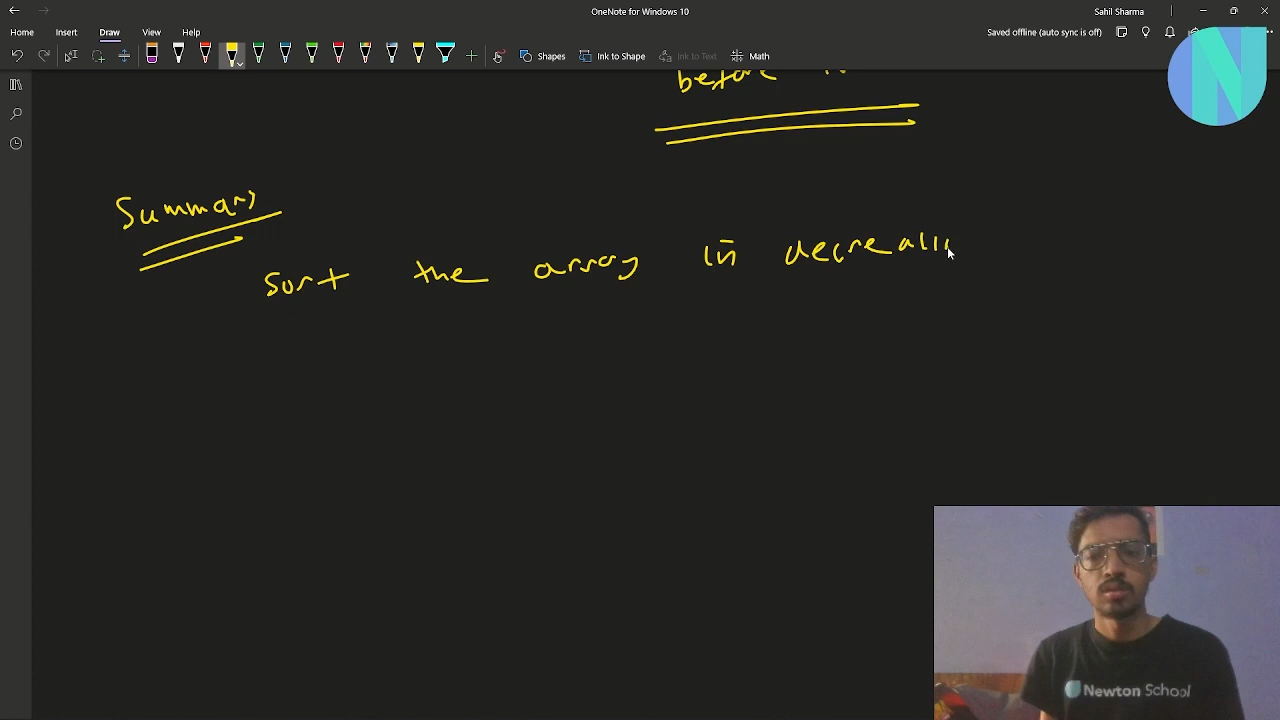 OneNote for Windows 10
Sahil Sharma
Home Insert Draw View Help
Saved offline (auto sync is off)
Shapes Ink to Shape Ink to Text Math
before
Summary
Sort the array in
Newton School